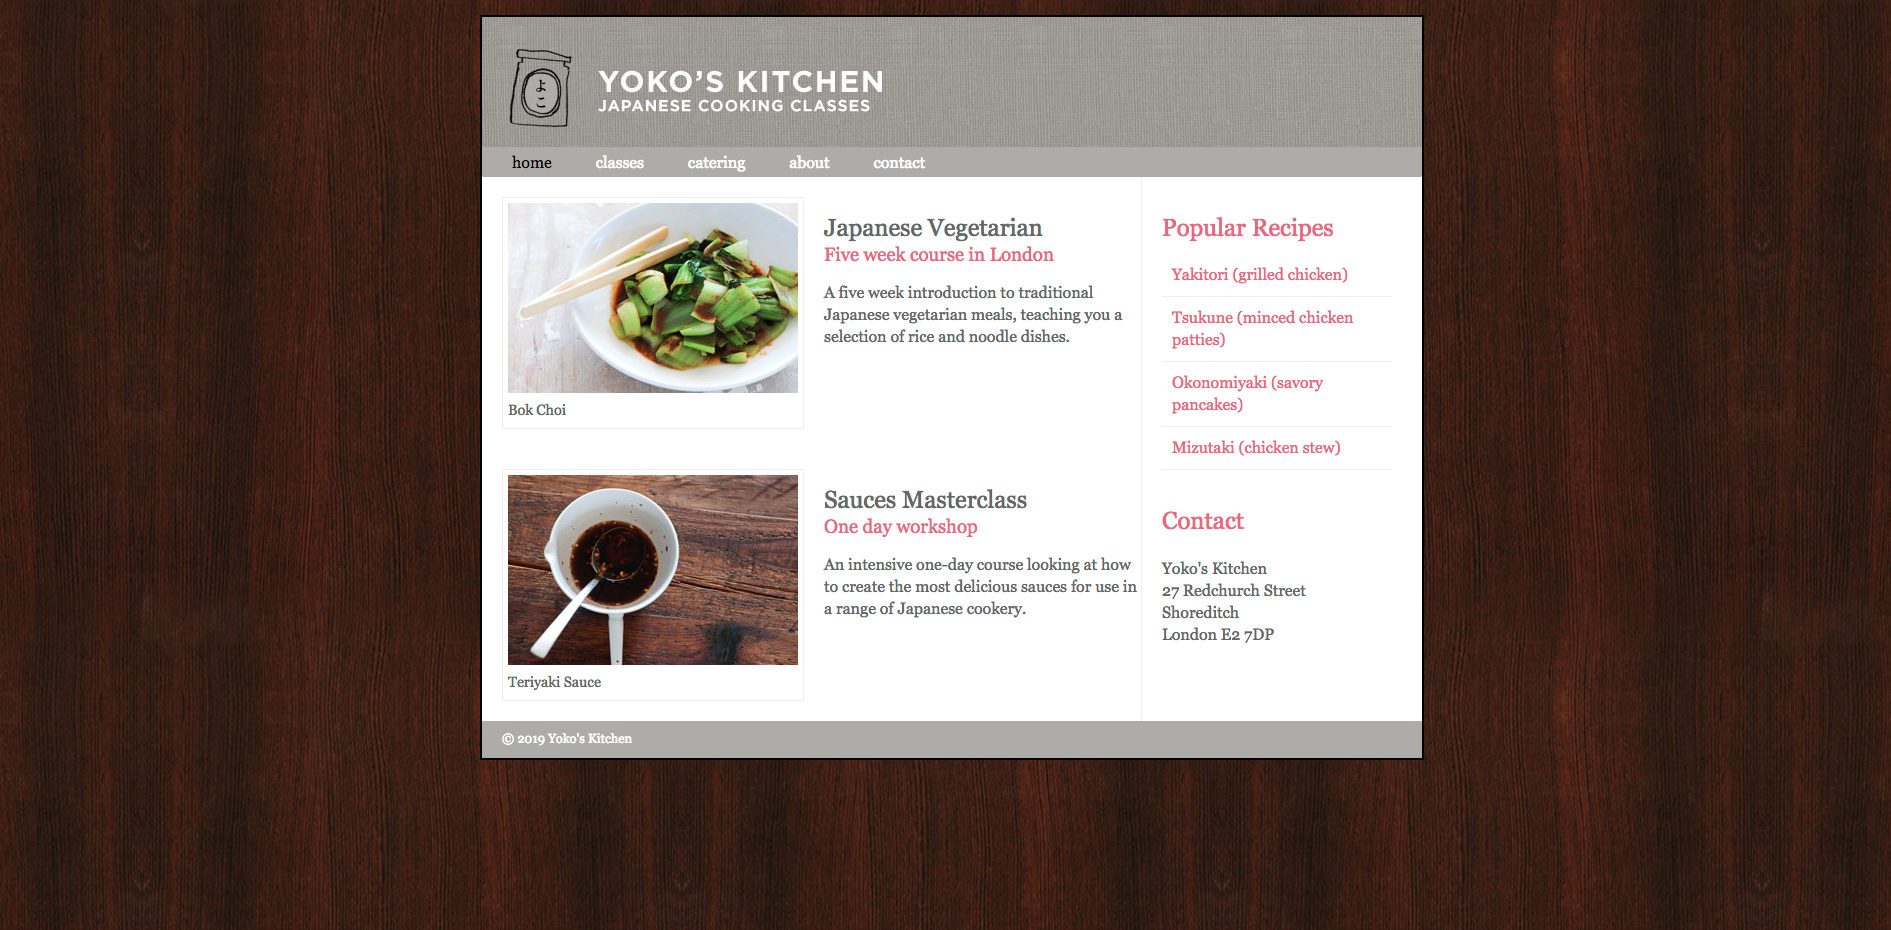 よ
こ
YOKO'S KITCHEN
JAPANESE COOKING CLASSES
home classes catering about contact
Bok Choi
Japanese Vegetarian
Five week course in London
A five week introduction to traditional
Japanese vegetarian meals, teaching you a
selection of rice and noodle dishes.
Teriyaki Sauce
Sauces Masterclass
One day workshop
An intensive one-day course looking at how
to create the most delicious sauces for use in
a range of Japanese cookery.
Popular Recipes
Yakitori (grilled chicken)
Tsukune (minced chicken
patties)
Okonomiyaki (savory
pancakes)
Mizutaki (chicken stew)
Contact
Yoko's Kitchen
27 Redchurch Street
Shoreditch
London E2 7DP
© 2019 Yoko's Kitchen